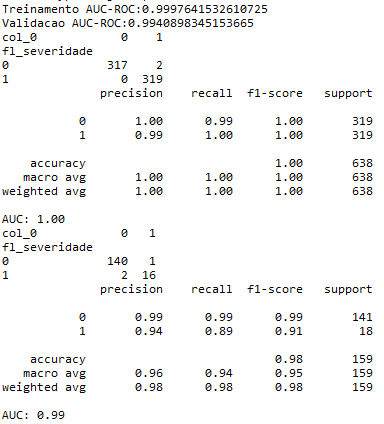 Treinamento AUC-ROC:0.9997641532610725
Validacao AUC-ROC:0.9940898345153665
col_0 0 1
fl_severidade
0 317 2
1 0 319
precision recall f1-score support
0 1.00 0.99 1.00 319
1 0.99 1.00 1.00 319
accuracy 1.00 638
macro avg 1.00 1.00 1.00 638
weighted avg 1.00 1.00 1.00 638
AUC: 1.00
col_0 0 1
fl_severidade
0 140 1
1 2 16
precision recall f1-score support
0 0.99 0.99 0.99 141
1 0.94 0.89 0.91 18
accuracy 0.98 159
macro avg 0.96 0.94 0.95 159
weighted avg 0.98 0.98 0.98 159
AUC: 0.99